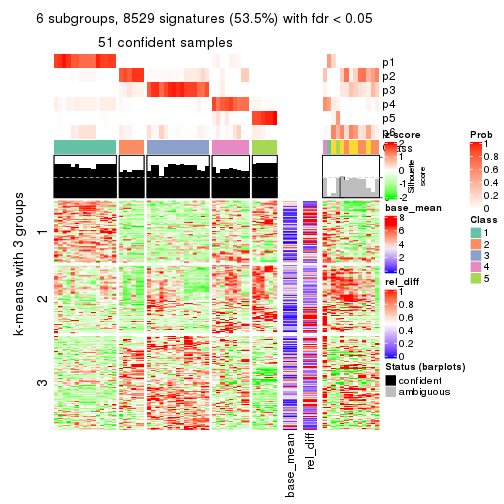 6 subgroups, 8529 signatures (53.5%) with fdr < 0.05
51 confident samples
p1
p2
p3
p4
p5
p6
Class
Silhouette
score
k-means with 3 groups
1
2
3
base_mean
rel_diff
z-score
2
1
0
-1
-2
base_mean
8
6
4
2
0
rel_diff
1
0.8
0.6
0.4
0.2
0
Status (barplots)
confident
ambiguous
Prob
1
0.8
0.6
0.4
0.2
0
Class
1
2
3
4
5